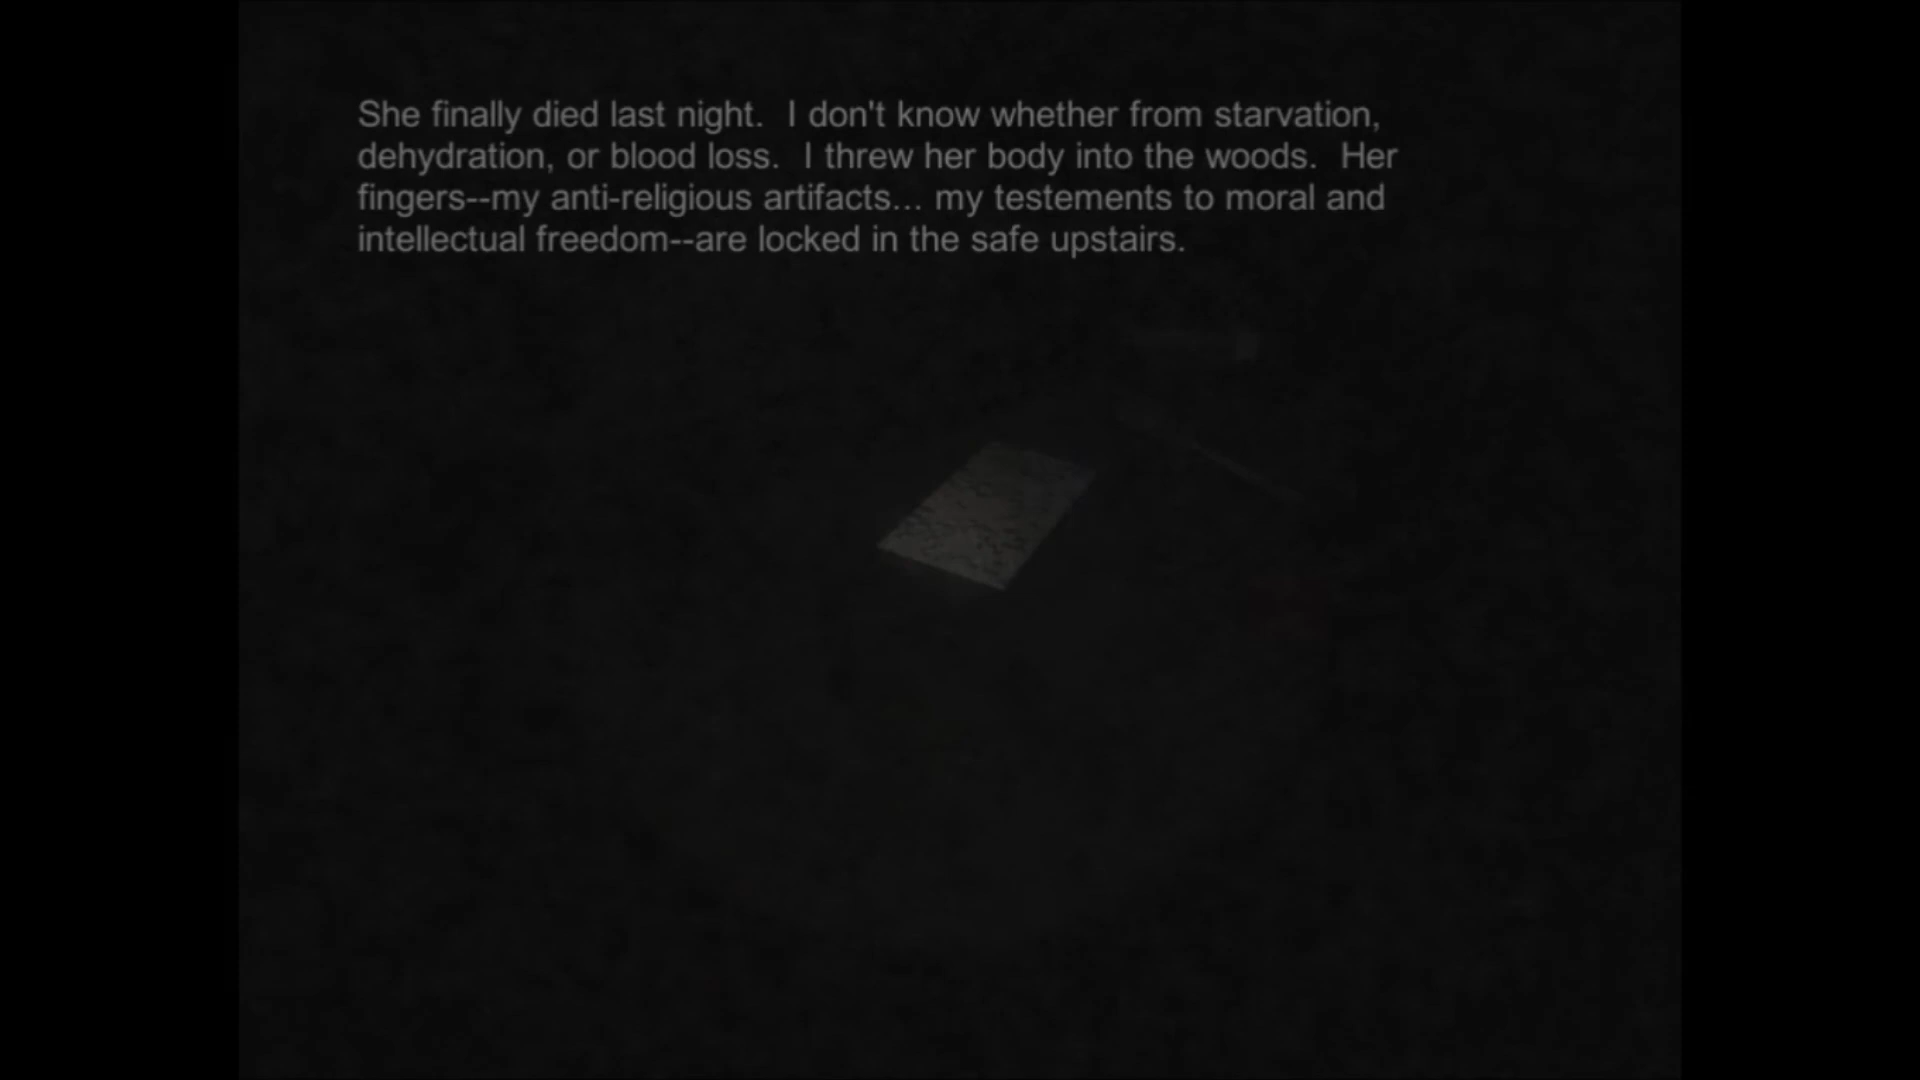 She finally died last night.  I don't know whether from starvation,
dehydration, or blood loss.  I threw her body into the woods.  Her
fingers--my anti-religious artifacts... my testements to moral and
intellectual freedom--are locked in the safe upstairs.